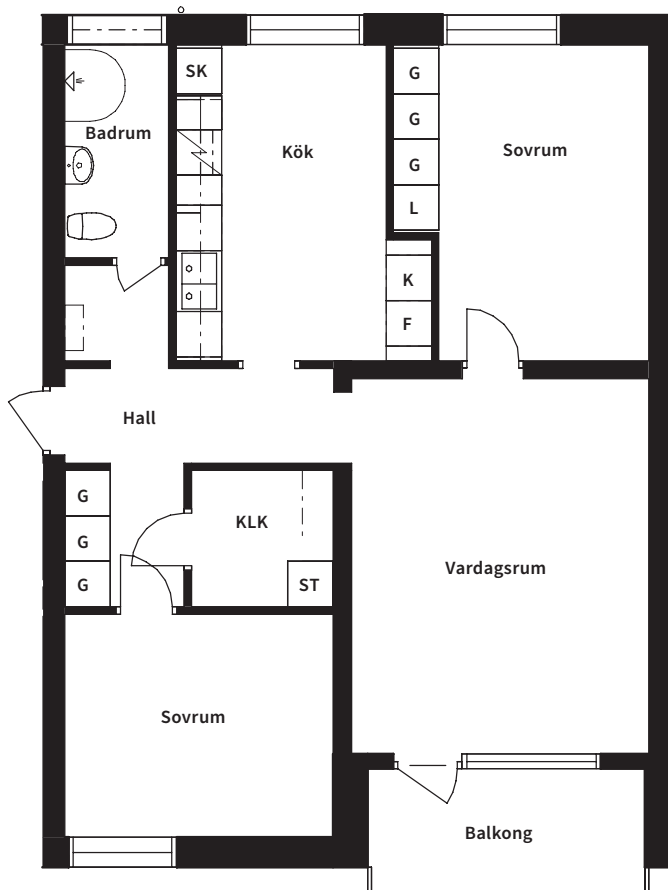 SK
G
Badrum
G
Kök
Sovrum
G
L
K
F
Hall
G
KLK
G
Vardagsrum
G
ST
Sovrum
Balkong